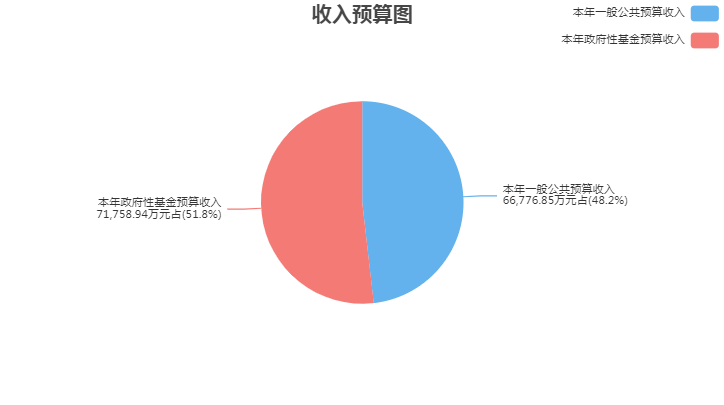 收入预算图
本年一般公共预算收入
本年政府性基金预算收入
本年政府性基金预算收入
71,758.94万元占(51.8%)
本年一般公共预算收入
66,776.85万元占(48.2%)